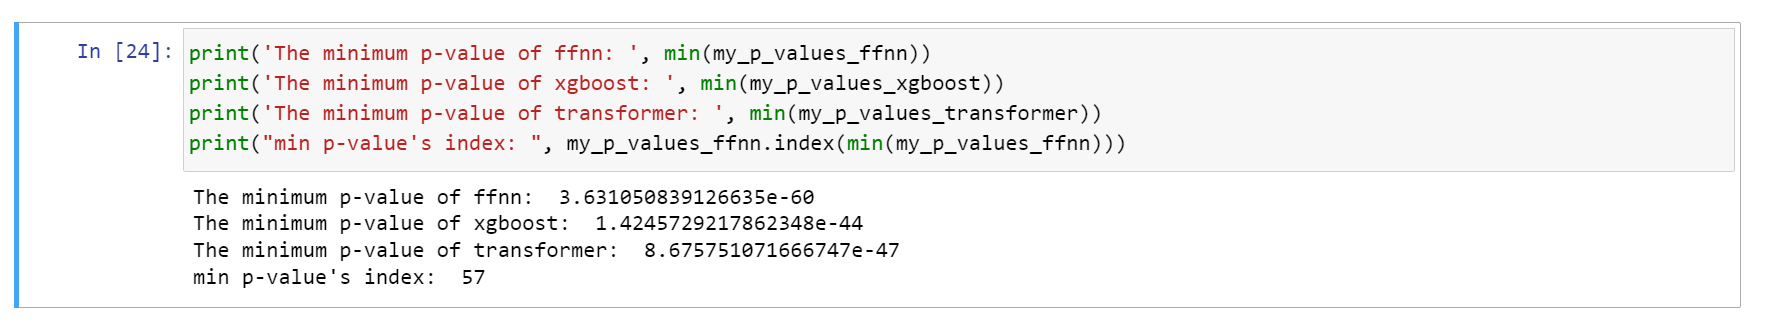 In [24]: print('The minimum p-value of ffnn: ', min(my_p_values_ffnn))
print('The minimum p-value of xgboost: ', min(my_p_values_xgboost))
print('The minimum p-value of transformer: ', min(my_p_values_transformer))
print("min p-value's index: ", my_p_values_ffnn.index(min(my_p_values_ffnn)))
The minimum p-value of ffnn:  3.631050839126635e-60
The minimum p-value of xgboost:  1.4245729217862348e-44
The minimum p-value of transformer:  8.675751071666747e-47
min p-value's index:  57